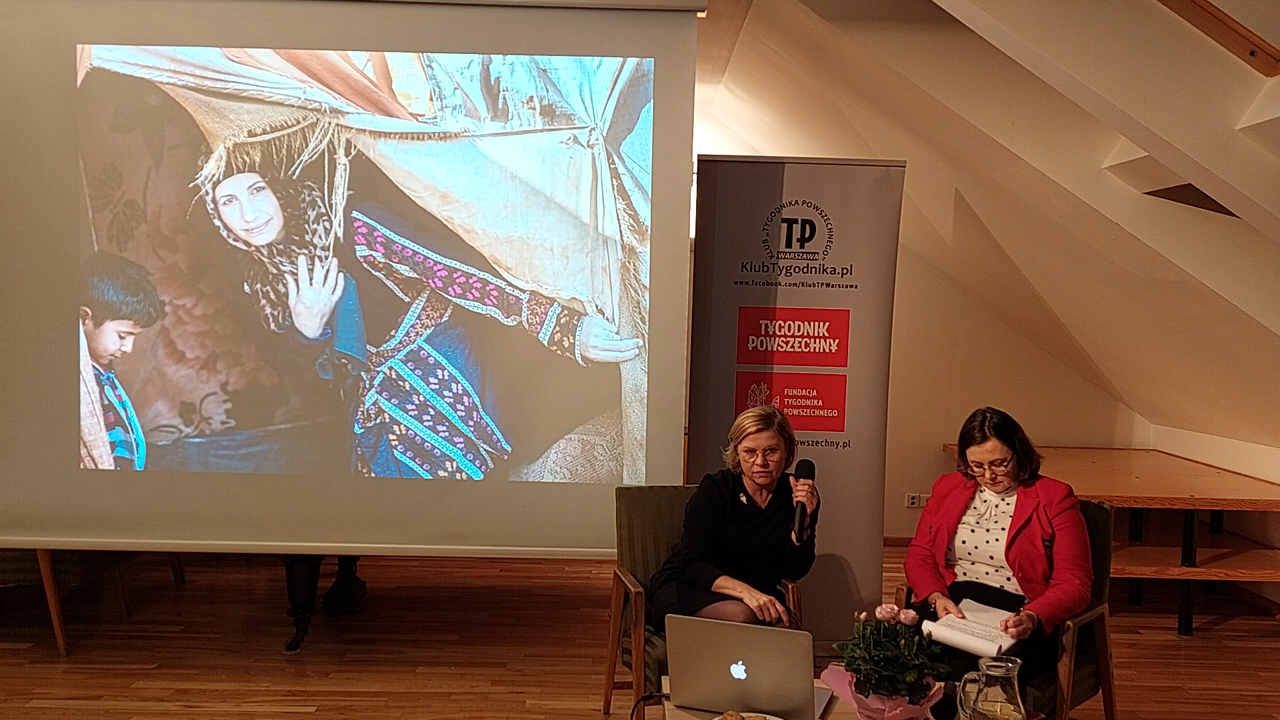 KLUB „TYGODNIKA POWSZECHNEGO”
TP
WARSZAWA
KlubTygodnika.pl
www.facebook.com/KlubTPWarszawa
TYGODNIK
POWSZECHNY
FUNDACJA
TYGODNIKA
POWSZECHNEGO
powszechny.pl